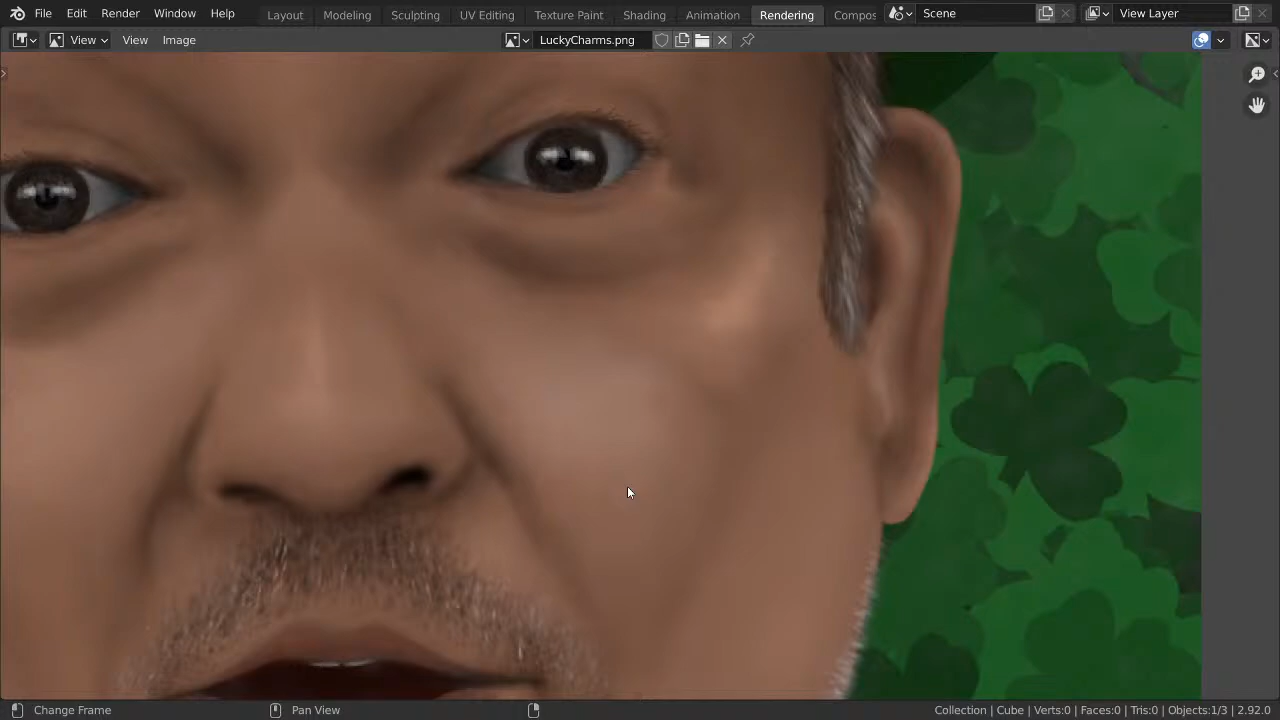 File Edit Render Window Help Layout Modeling Sculpting UV Editing Texture Paint Shading Animation Rendering Compos Scene View Layer
View View Image LuckyCharms.png
Change Frame Pan View Collection | Cube | Verts:0 | Faces:0 | Tris:0 | Objects:1/3 | 2.92.0